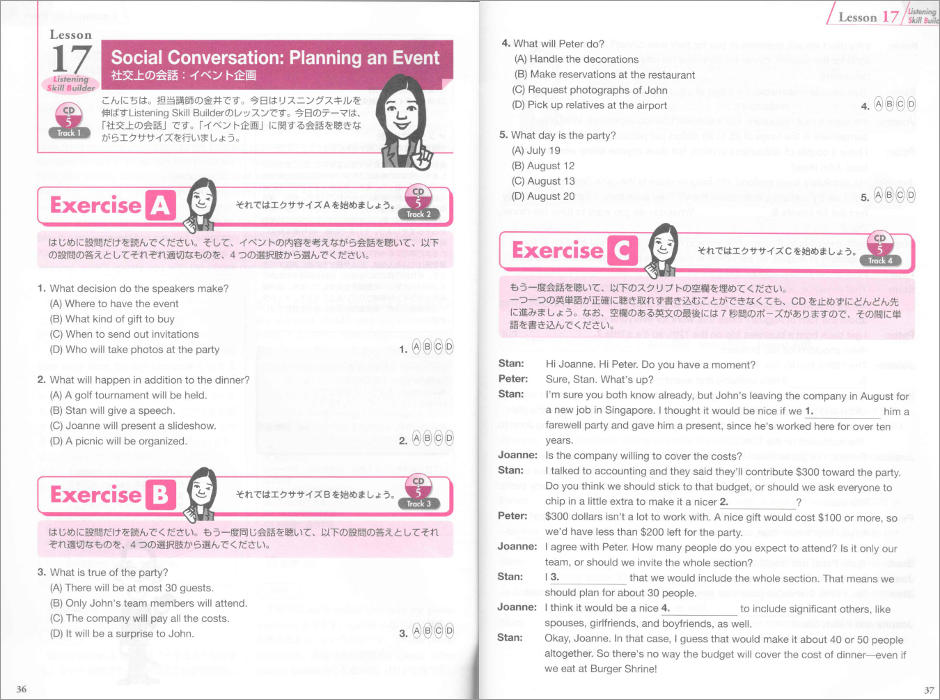 Lesson
17
Listening
Skill Builder
Social Conversation: Planning an Event
社交上の会話：イベント企画
CD
5
Track 1
こんにちは。担当講師の金井です。今日はリスニングスキルを
伸ばすListening Skill Builderのレッスンです。今日のテーマは、
「社交上の会話」です。「イベント企画」に関する会話を聴きな
がらエクササイズを行いましょう。
Exercise A
それではエクササイズAを始めましょう。
CD
5
Track 2
はじめに設問だけを読んでください。そして、イベントの内容を考えながら会話を聴いて、以下
の設問の答えとしてそれぞれ適切なものを、4つの選択肢から選んでください。
1. What decision do the speakers make?
(A) Where to have the event
(B) What kind of gift to buy
(C) When to send out invitations
(D) Who will take photos at the party
1. A B C D
2. What will happen in addition to the dinner?
(A) A golf tournament will be held.
(B) Stan will give a speech.
(C) Joanne will present a slideshow.
(D) A picnic will be organized.
2. A B C D
Exercise B
それではエクササイズBを始めましょう。
CD
5
Track 3
はじめに設問だけを読んでください。もう一度同じ会話を聴いて、以下の設問の答えとしてそれ
ぞれ適切なものを、4つの選択肢から選んでください。
3. What is true of the party?
(A) There will be at most 30 guests.
(B) Only John's team members will attend.
(C) The company will pay all the costs.
(D) It will be a surprise to John.
3. A B C D
36
Lesson 17
Listening
Skill Builde
4. What will Peter do?
(A) Handle the decorations
(B) Make reservations at the restaurant
(C) Request photographs of John
(D) Pick up relatives at the airport
4. A B C D
5. What day is the party?
(A) July 19
(B) August 12
(C) August 13
(D) August 20
5. A B C D
Exercise C
それではエクササイズCを始めましょう。
CD
5
Track 4
もう一度会話を聴いて、以下のスクリプトの空欄を埋めてください。
一つ一つの英単語が正確に聴き取れず書き込むことができなくても、CDを止めずにどんどん先
に進みましょう。なお、空欄のある英文の最後には7秒間のポーズがありますので、その間に単
語を書き込んでください。
Stan: Hi Joanne. Hi Peter. Do you have a moment?
Peter: Sure, Stan. What's up?
Stan: I'm sure you both know already, but John's leaving the company in August for
a new job in Singapore. I thought it would be nice if we 1. ____________ him a
farewell party and gave him a present, since he's worked here for over ten
years.
Joanne: Is the company willing to cover the costs?
Stan: I talked to accounting and they said they'll contribute $300 toward the party.
Do you think we should stick to that budget, or should we ask everyone to
chip in a little extra to make it a nicer 2. ____________ ?
Peter: $300 dollars isn't a lot to work with. A nice gift would cost $100 or more, so
we'd have less than $200 left for the party.
Joanne: I agree with Peter. How many people do you expect to attend? Is it only our
team, or should we invite the whole section?
Stan: I 3. ____________ that we would include the whole section. That means we
should plan for about 30 people.
Joanne: I think it would be a nice 4. ____________ to include significant others, like
spouses, girlfriends, and boyfriends, as well.
Stan: Okay, Joanne. In that case, I guess that would make it about 40 or 50 people
altogether. So there's no way the budget will cover the cost of dinner—even if
we eat at Burger Shrine!
37